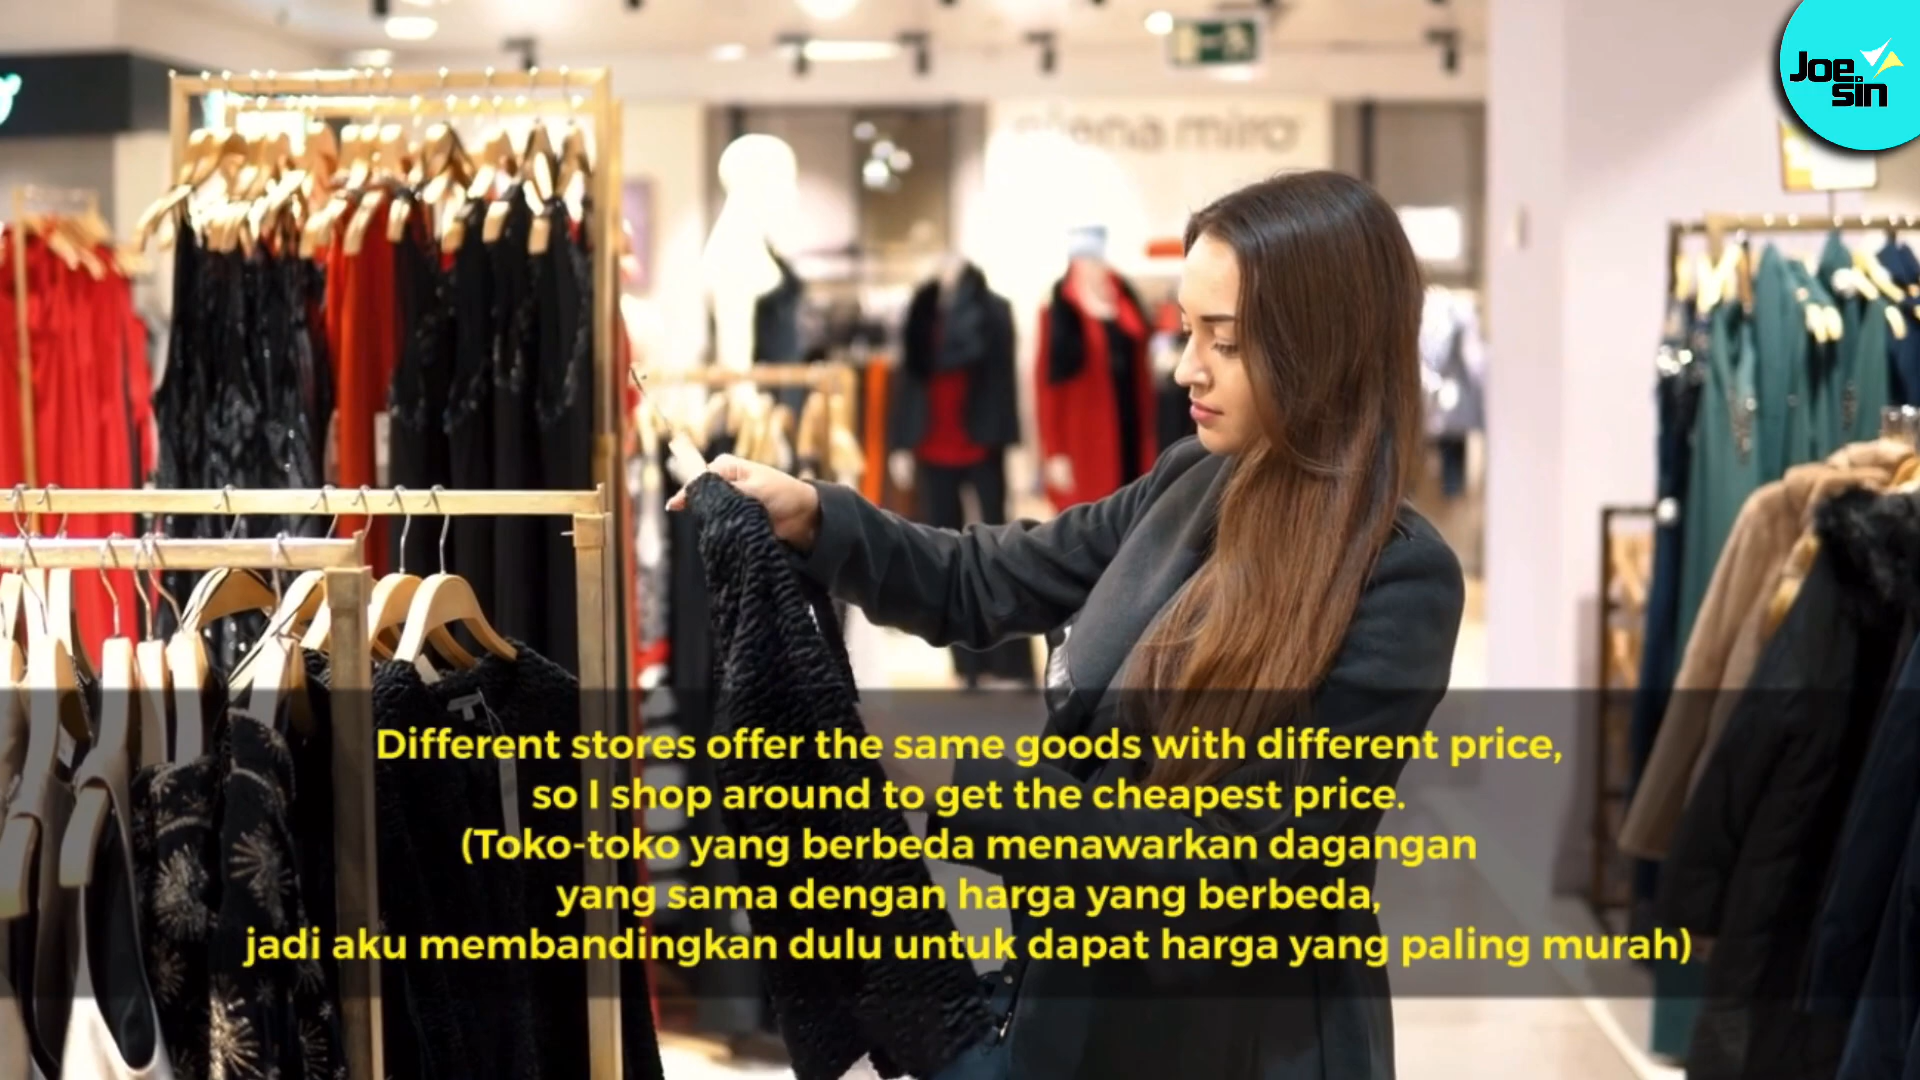 Joe.
sin
miro
Different stores offer the same goods with different price,
so I shop around to get the cheapest price.
(Toko-toko yang berbeda menawarkan dagangan
yang sama dengan harga yang berbeda,
jadi aku membandingkan dulu untuk dapat harga yang paling murah)